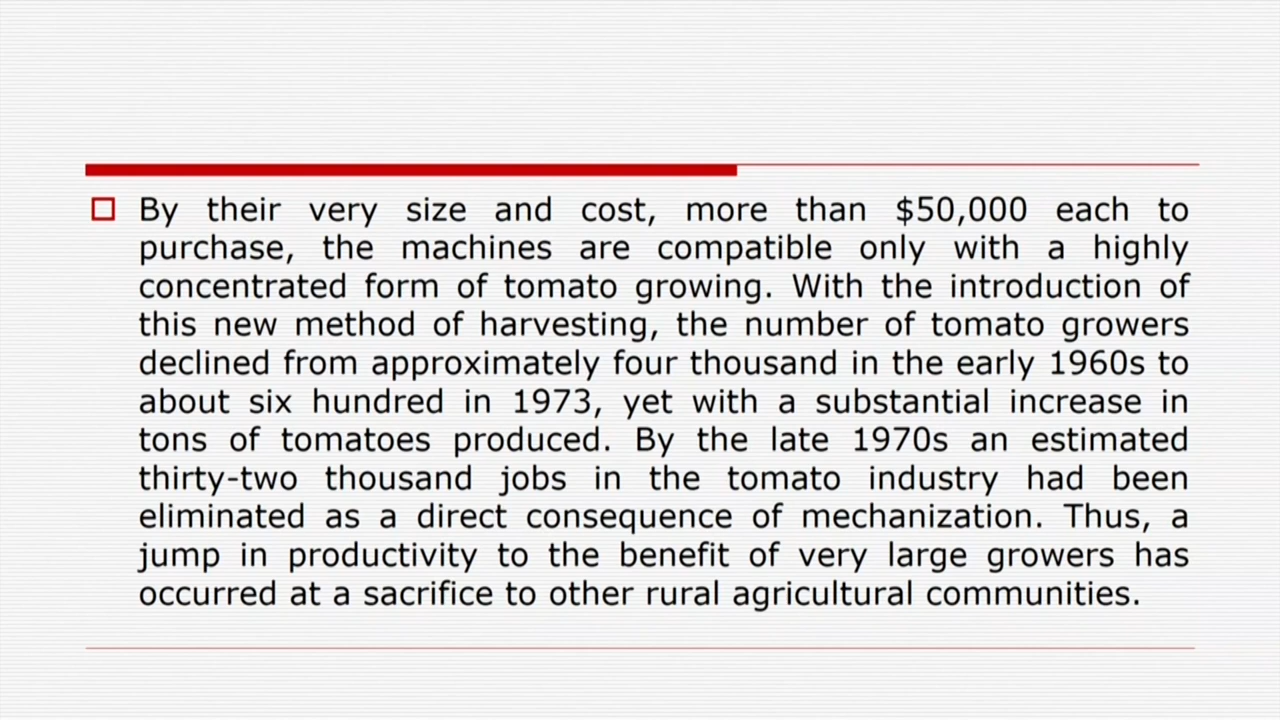 By their very size and cost, more than $50,000 each to
purchase, the machines are compatible only with a highly
concentrated form of tomato growing. With the introduction of
this new method of harvesting, the number of tomato growers
declined from approximately four thousand in the early 1960s to
about six hundred in 1973, yet with a substantial increase in
tons of tomatoes produced. By the late 1970s an estimated
thirty-two thousand jobs in the tomato industry had been
eliminated as a direct consequence of mechanization. Thus, a
jump in productivity to the benefit of very large growers has
occurred at a sacrifice to other rural agricultural communities.